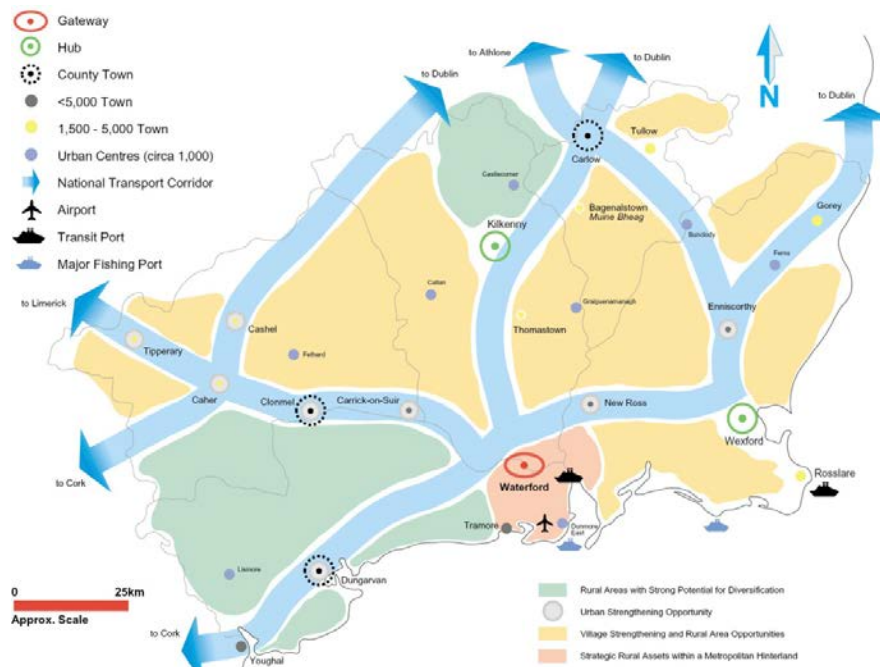 Gateway
Hub
County Town
<5,000 Town
1,500 - 5,000 Town
Urban Centres (circa 1,000)
National Transport Corridor
Airport
Transit Port
Major Fishing Port
to Athlone
to Dublin
to Dublin
to Dublin
N
Tullow
Carlow
Castlecomer
Bagenalstown
Muine Bheag
Kilkenny
Gorey
Bunclody
Ferns
to Limerick
Callan
Graiguenamanagh
Enniscorthy
Cashel
Thomastown
Tipperary
Fethard
Caher
Clonmel
Carrick-on-Suir
New Ross
Wexford
to Cork
Waterford
Rosslare
Tramore
Dunmore
East
Lismore
Dungarvan
0 25km
Approx. Scale
to Cork
Youghal
Rural Areas with Strong Potential for Diversification
Urban Strengthening Opportunity
Village Strengthening and Rural Area Opportunities
Strategic Rural Assets within a Metropolitan Hinterland